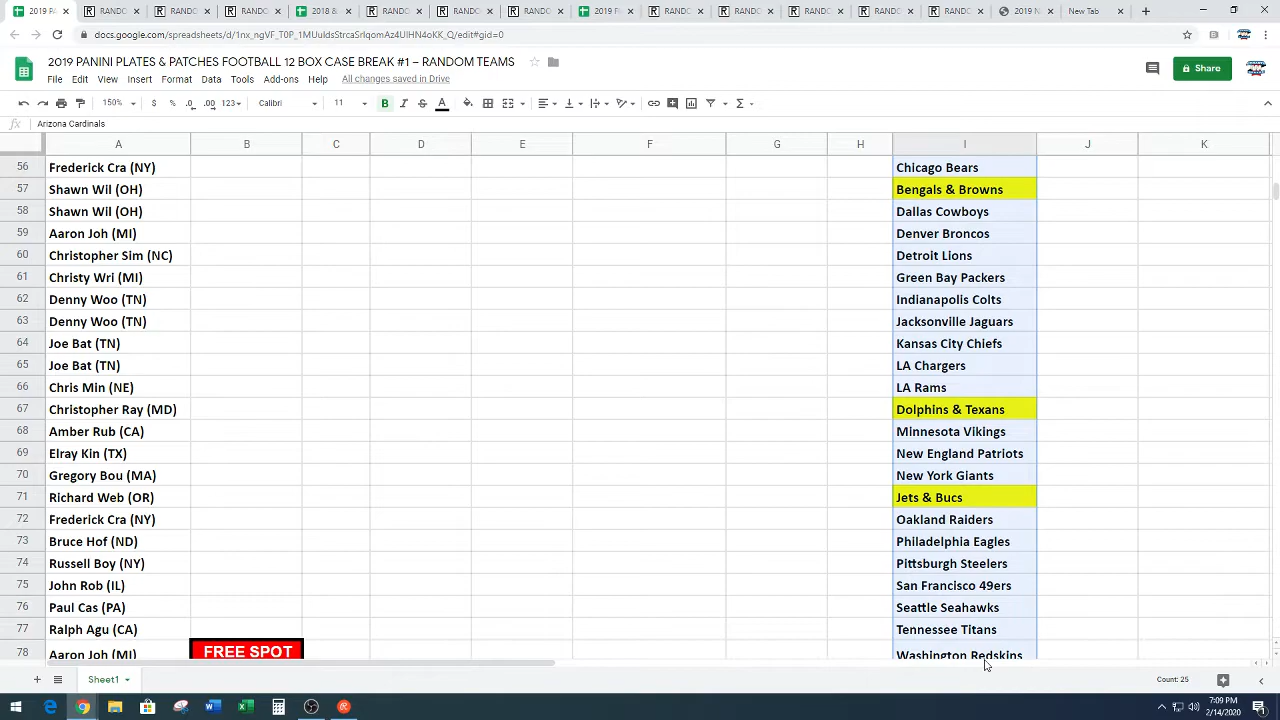 2019 P
RANDO
RANDO
RANDO
2018 &
RANDO
RANDO
RANDO
2019 P
RANDO
RANDO
RANDO
RANDO
RANDO
2019 N
New Tab
docs.google.com/spreadsheets/d/1nx_ngVF_T0P_1MUuIdsStrcaSrlqomAz4UIHN4oKK_Q/edit#gid=0
2019 PANINI PLATES & PATCHES FOOTBALL 12 BOX CASE BREAK #1 – RANDOM TEAMS
File Edit View Insert Format Data Tools Add-ons Help All changes saved in Drive
Share
150% $ % .0 .00 123 Calibri 11 B I S A
fx Arizona Cardinals
A B C D E F G H I J K
56 Frederick Cra (NY) Chicago Bears
57 Shawn Wil (OH) Bengals & Browns
58 Shawn Wil (OH) Dallas Cowboys
59 Aaron Joh (MI) Denver Broncos
60 Christopher Sim (NC) Detroit Lions
61 Christy Wri (MI) Green Bay Packers
62 Denny Woo (TN) Indianapolis Colts
63 Denny Woo (TN) Jacksonville Jaguars
64 Joe Bat (TN) Kansas City Chiefs
65 Joe Bat (TN) LA Chargers
66 Chris Min (NE) LA Rams
67 Christopher Ray (MD) Dolphins & Texans
68 Amber Rub (CA) Minnesota Vikings
69 Elray Kin (TX) New England Patriots
70 Gregory Bou (MA) New York Giants
71 Richard Web (OR) Jets & Bucs
72 Frederick Cra (NY) Oakland Raiders
73 Bruce Hof (ND) Philadelphia Eagles
74 Russell Boy (NY) Pittsburgh Steelers
75 John Rob (IL) San Francisco 49ers
76 Paul Cas (PA) Seattle Seahawks
77 Ralph Agu (CA) Tennessee Titans
78 Aaron Joh (MI) FREE SPOT Washington Redskins
Sheet1
Count: 25
7:09 PM
2/14/2020